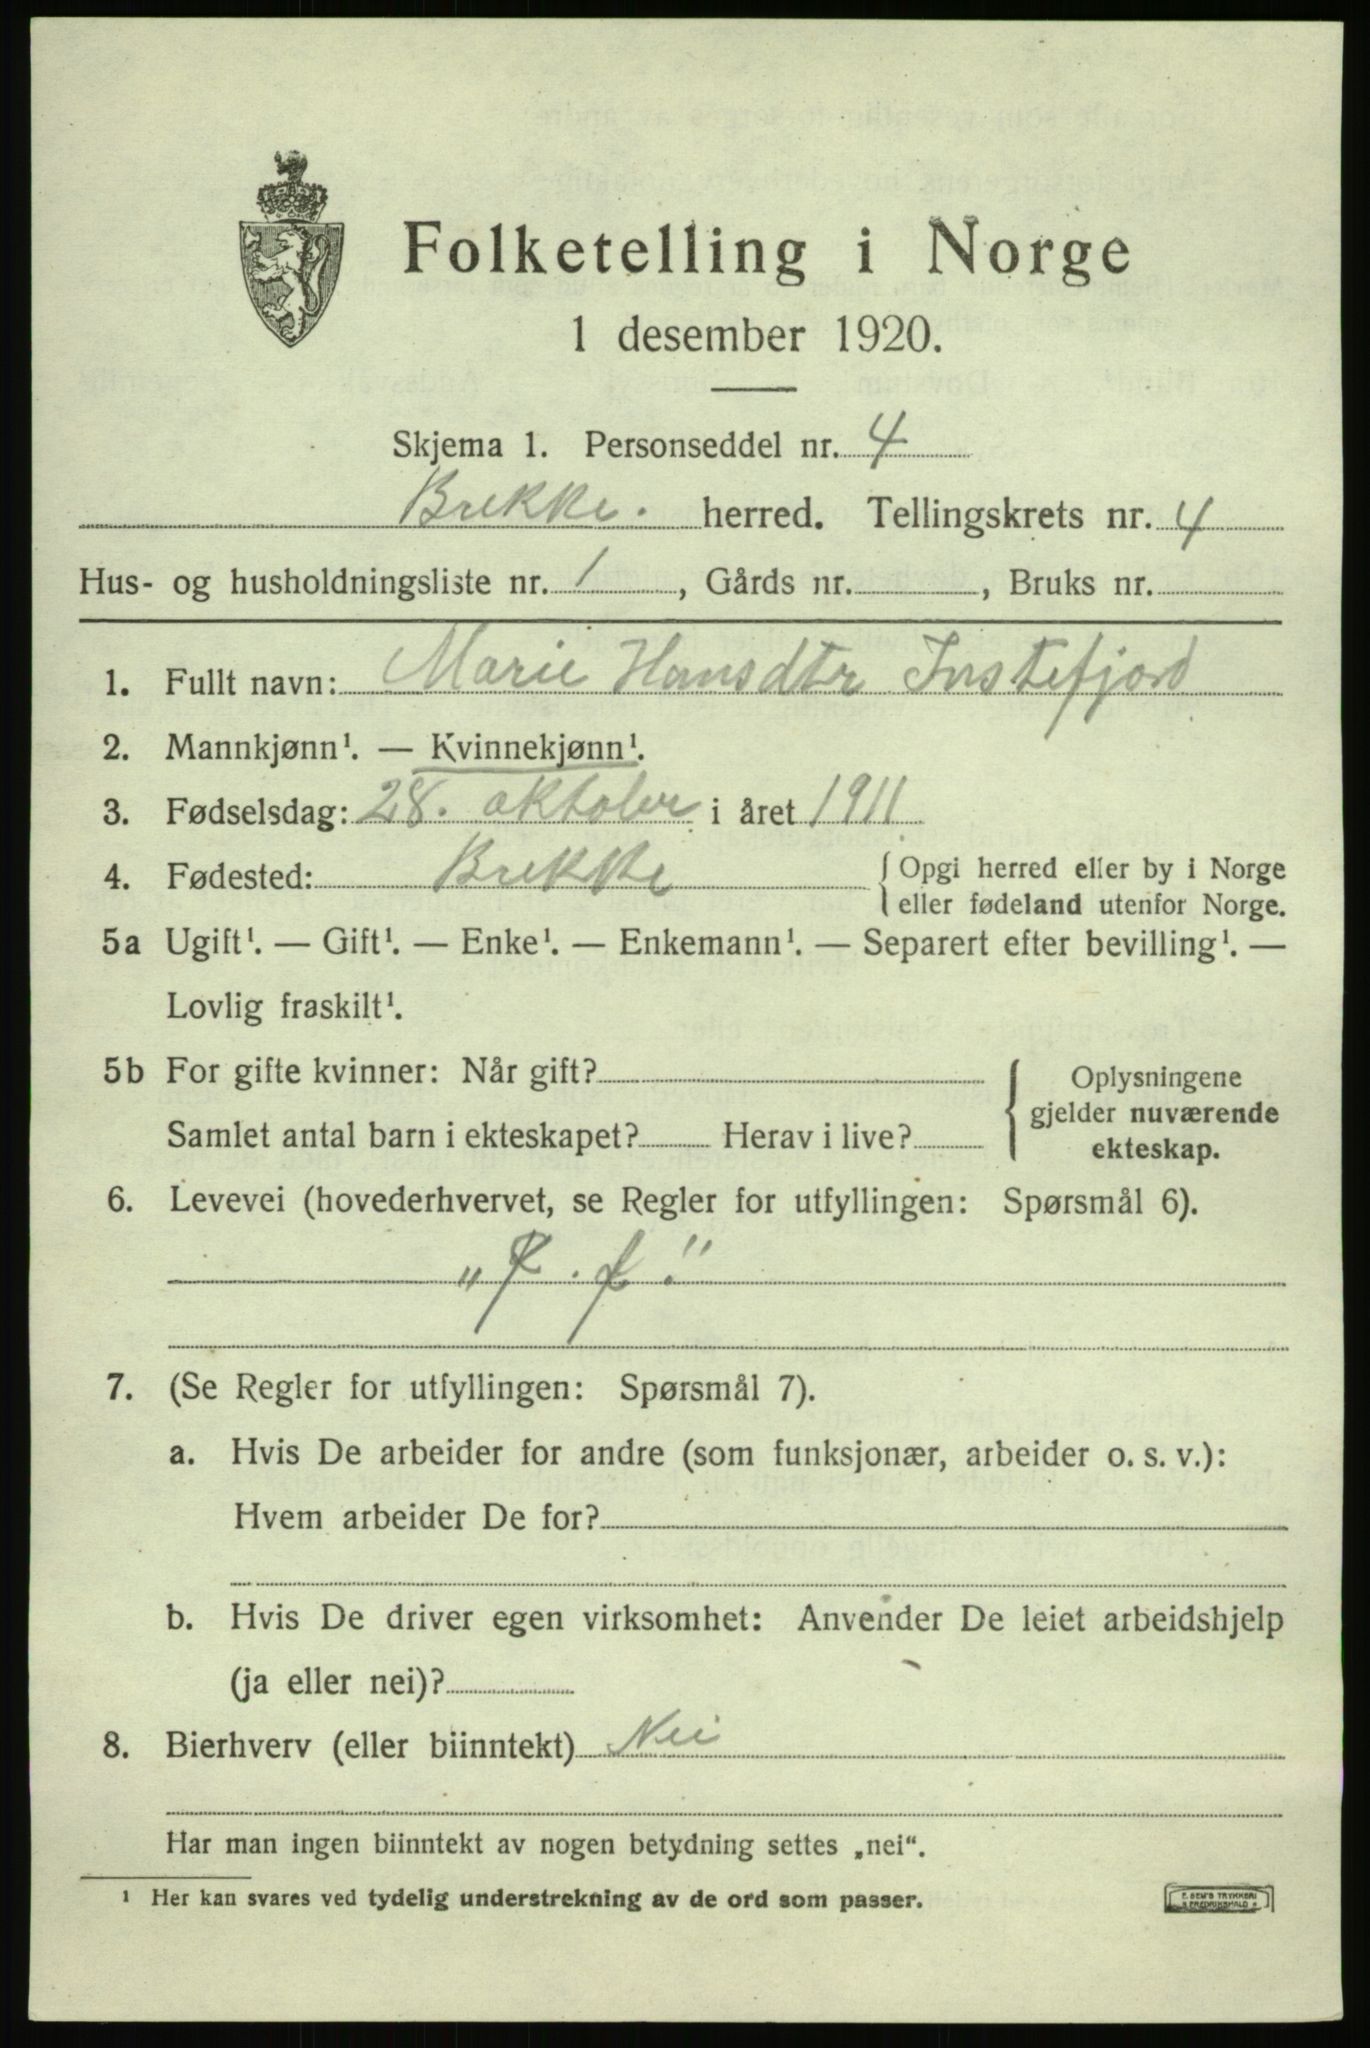 Folketelling i Norge
1 desember 1920.
Skjema 1. Personseddel nr. 4
Brekke. herred. Tellingskrets nr. 4
Hus- og husholdningsliste nr. 1, Gårds nr. , Bruks nr.
1. Fullt navn: Marie Hansdtr Instefjord
2. Mannkjønn¹. — Kvinnekjønn¹.
3. Fødselsdag: 28. oktober i året 1911
4. Fødested: Brekke { Opgi herred eller by i Norge
eller fødeland utenfor Norge.
5a Ugift¹. — Gift¹. — Enke¹. — Enkemann¹. — Separert efter bevilling¹. —
Lovlig fraskilt¹.
5b For gifte kvinner: Når gift? { Oplysningene
gjelder nuværende
Samlet antal barn i ekteskapet? Herav i live?
ekteskap.
6. Levevei (hovederhvervet, se Regler for utfyllingen: Spørsmål 6).
7. (Se Regler for utfyllingen: Spørsmål 7).
a. Hvis De arbeider for andre (som funksjonær, arbeider o. s. v.):
Hvem arbeider De for?
b. Hvis De driver egen virksomhet: Anvender De leiet arbeidshjelp
(ja eller nei)?
8. Bierhverv (eller biinntekt) Nei
Har man ingen biinntekt av nogen betydning settes „nei“.
¹ Her kan svares ved tydelig understrekning av de ord som passer.
E. SEM'S TRYKKERI
FREDRIKSHALD